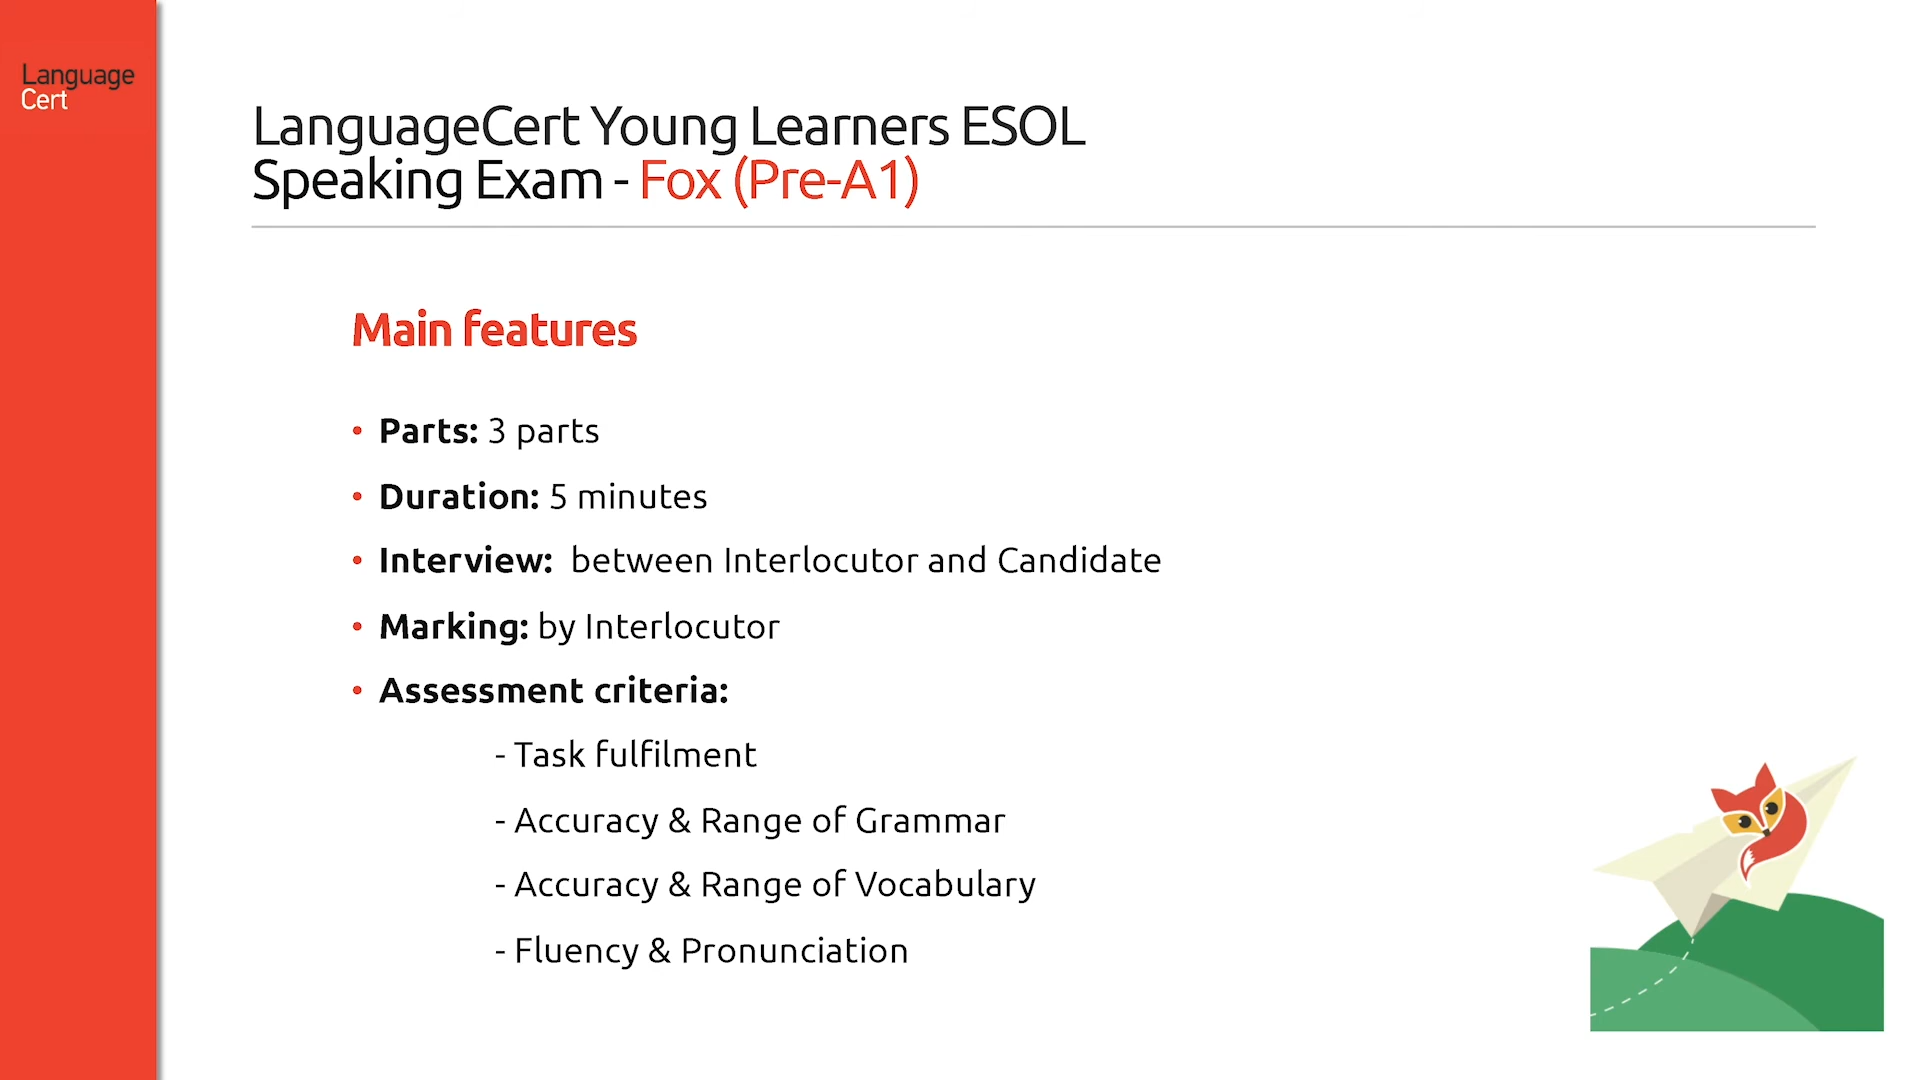 Language
Cert
LanguageCert Young Learners ESOL
Speaking Exam - Fox (Pre-A1)
Main features
• Parts: 3 parts
• Duration: 5 minutes
• Interview: between Interlocutor and Candidate
• Marking: by Interlocutor
• Assessment criteria:
- Task fulfilment
- Accuracy & Range of Grammar
- Accuracy & Range of Vocabulary
- Fluency & Pronunciation